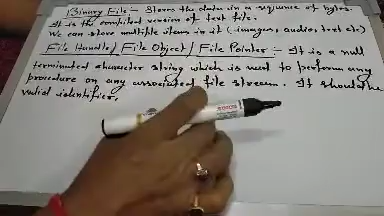 Binary File :- Stores the data in a sequence of bytes.
It is the compiled version of text file.
We can store multiple items in it (images, audio, text etc)
File Handle / File Object / File Pointer :- It is a null
terminated character string which is used to perform any
procedure on any associated file stream. It should be
valid identifier.